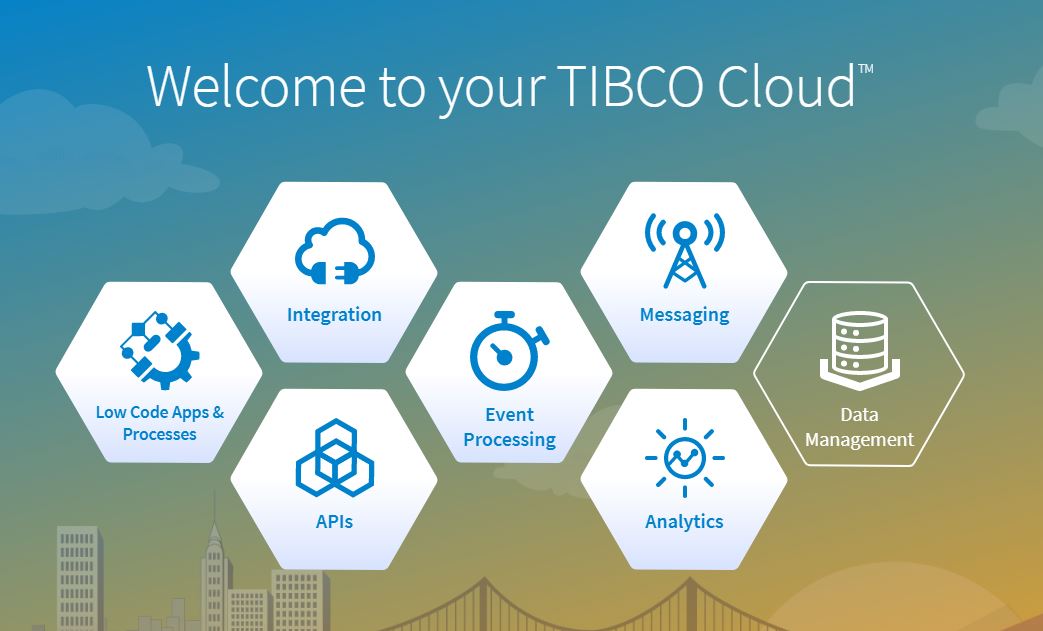 Welcome to your TIBCO Cloud™
Integration
Messaging
Low Code Apps &
Processes
Event
Processing
Data
Management
APIs
Analytics